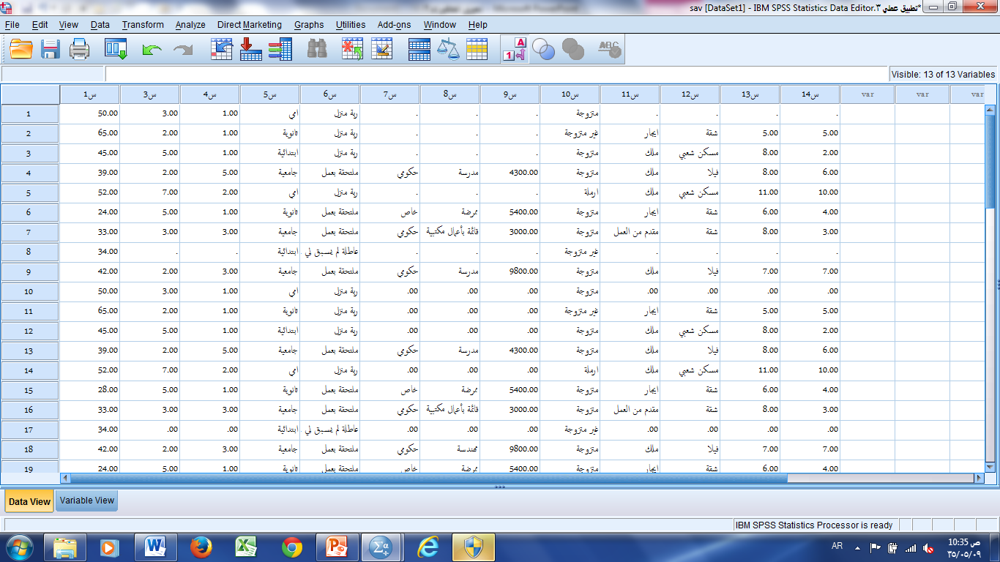 sav [DataSet1] - IBM SPSS Statistics Data Editor.٣ تطبيق عملي*
File Edit View Data Transform Analyze Direct Marketing Graphs Utilities Add-ons Window Help
Visible: 13 of 13 Variables
س1 س3 س4 س5 س6 س7 س8 س9 س10 س11 س12 س13 س14 var var var
1 50.00 3.00 1.00 امي ربة منزل . . . متزوجة . . . .
2 65.00 2.00 1.00 ثانوية ربة منزل . . . غير متزوجة ايجار شقة 5.00 5.00
3 45.00 5.00 1.00 ابتدائية ربة منزل . . . متزوجة ملك مسكن شعبي 8.00 2.00
4 39.00 2.00 5.00 جامعية ملتحقة بعمل حكومي مدرسة 4300.00 متزوجة ملك فيلا 8.00 6.00
5 52.00 7.00 2.00 امي ربة منزل . . . ارملة ملك مسكن شعبي 11.00 10.00
6 24.00 5.00 1.00 ثانوية ملتحقة بعمل خاص ممرضة 5400.00 متزوجة ايجار شقة 6.00 4.00
7 33.00 3.00 3.00 جامعية ملتحقة بعمل حكومي قائمة بأعمال مكتبية 3000.00 متزوجة مقدم من العمل شقة 8.00 3.00
8 34.00 . . ابتدائية عاطلة لم يسبق لي . . . غير متزوجة . . . .
9 42.00 2.00 3.00 جامعية ملتحقة بعمل حكومي مدرسة 9800.00 متزوجة ملك فيلا 7.00 7.00
10 50.00 3.00 1.00 امي ربة منزل .00 .00 .00 متزوجة .00 .00 .00 .00
11 65.00 2.00 1.00 ثانوية ربة منزل .00 .00 .00 غير متزوجة ايجار شقة 5.00 5.00
12 45.00 5.00 1.00 ابتدائية ربة منزل .00 .00 .00 متزوجة ملك مسكن شعبي 8.00 2.00
13 39.00 2.00 5.00 جامعية ملتحقة بعمل حكومي مدرسة 4300.00 متزوجة ملك فيلا 8.00 6.00
14 52.00 7.00 2.00 امي ربة منزل .00 .00 .00 ارملة ملك مسكن شعبي 11.00 10.00
15 28.00 5.00 1.00 ثانوية ملتحقة بعمل خاص ممرضة 5400.00 متزوجة ايجار شقة 6.00 4.00
16 33.00 3.00 3.00 جامعية ملتحقة بعمل حكومي قائمة بأعمال مكتبية 3000.00 متزوجة مقدم من العمل شقة 8.00 3.00
17 34.00 .00 .00 ابتدائية عاطلة لم يسبق لي .00 .00 .00 غير متزوجة .00 .00 .00 .00
18 42.00 2.00 3.00 جامعية ملتحقة بعمل حكومي مهندسة 9800.00 متزوجة ملك فيلا 7.00 7.00
19 24.00 5.00 1.00 ثانوية ملتحقة بعمل خاص ممرضة 5400.00 متزوجة ايجار شقة 6.00 4.00
Data View Variable View
IBM SPSS Statistics Processor is ready
AR 10:35 ص
٣٥/٠٥/٠٩